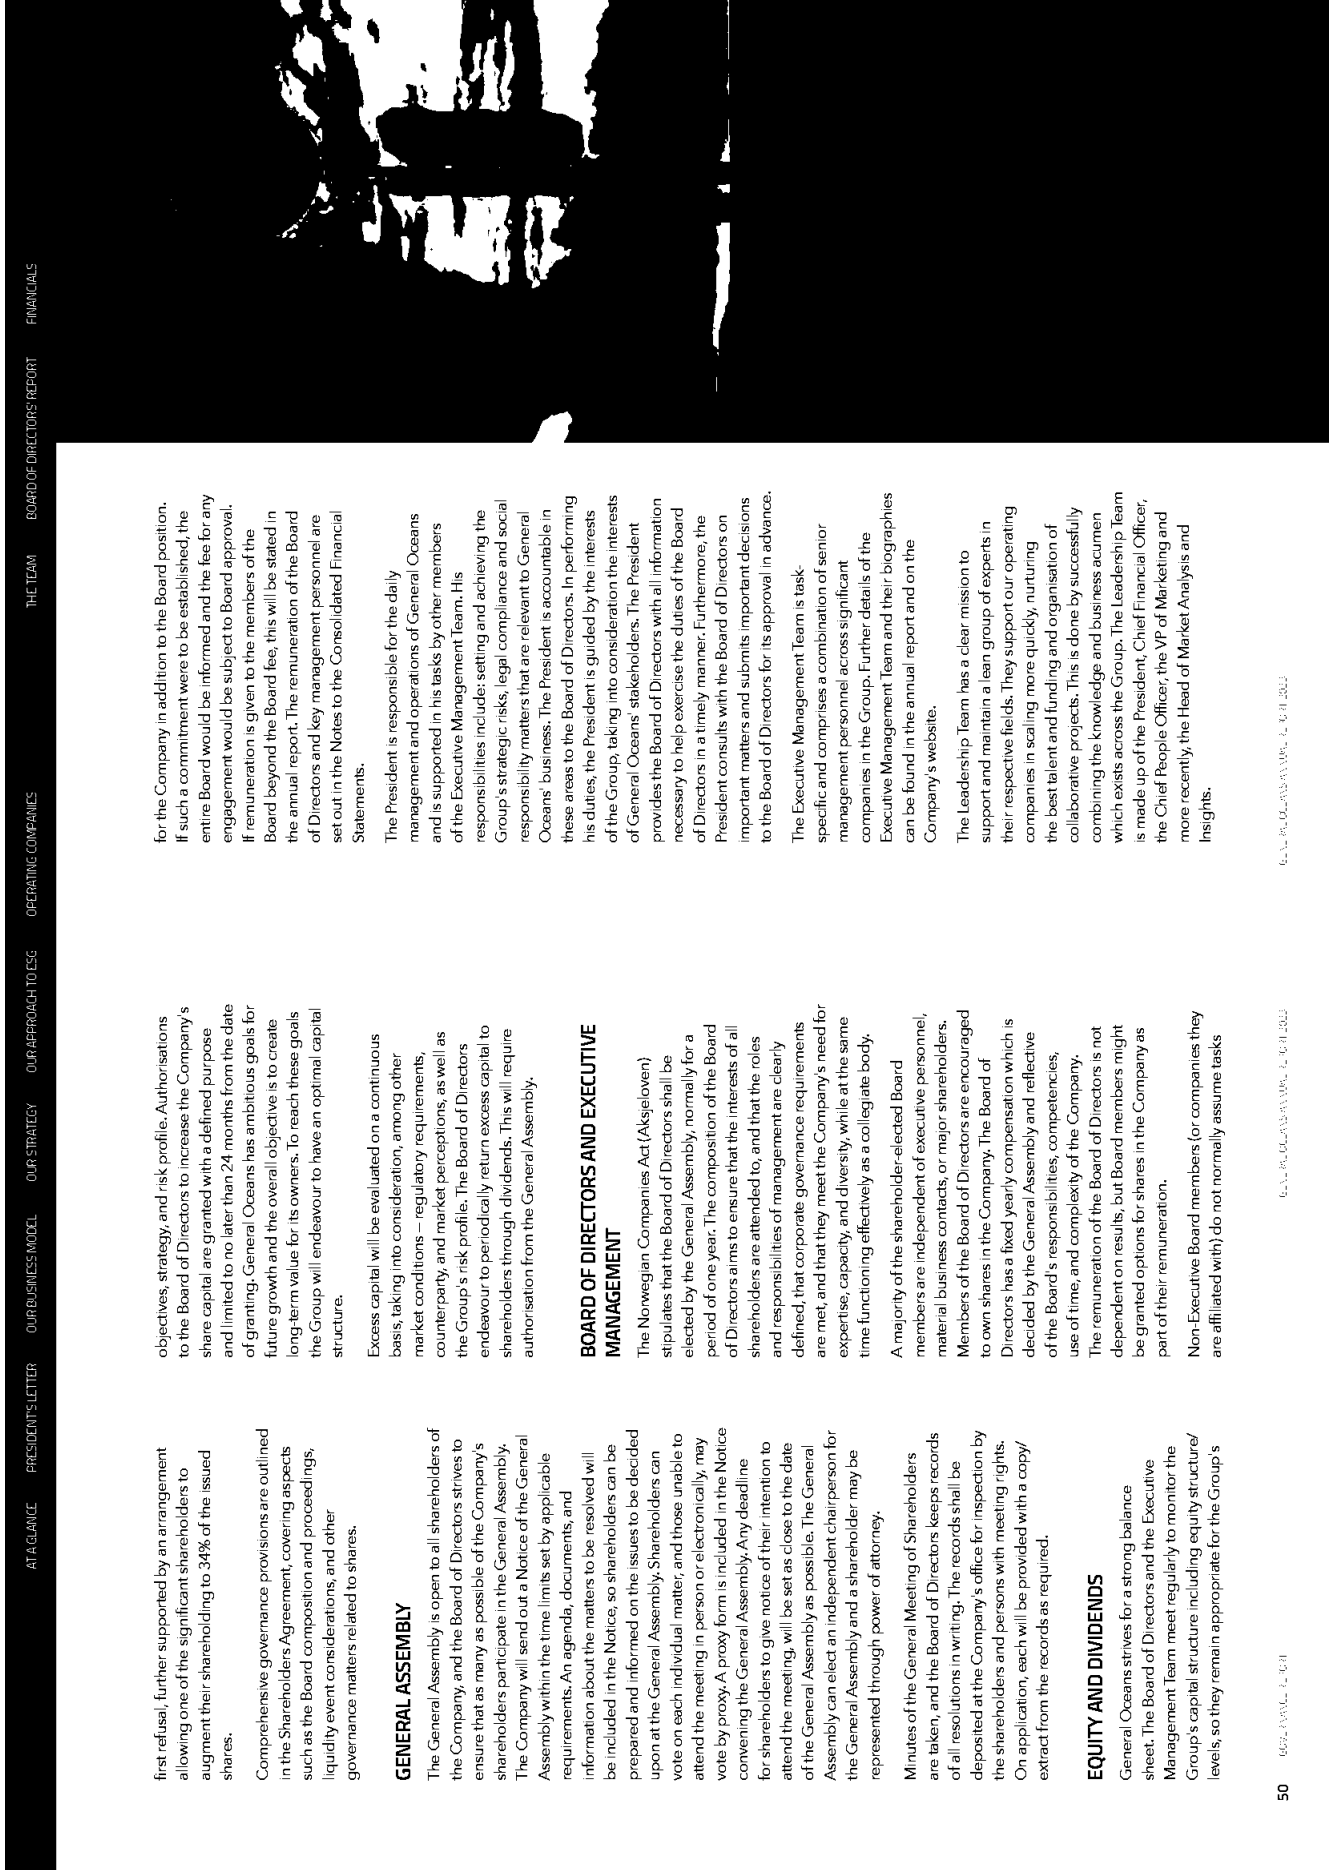 AT A GLANCE
PRESIDENT'S LETTER
OUR BUSINESS MODEL
OUR STRATEGY
OUR APPROACH TO ESG
OPERATING COMPANIES
THE TEAM
BOARD OF DIRECTORS' REPORT
FINANCIALS
first refusal, further supported by an arrangement
allowing one of the significant shareholders to
augment their shareholding to 34% of the issued
shares.
Comprehensive governance provisions are outlined
in the Shareholders Agreement, covering aspects
such as the Board composition and proceedings,
liquidity event considerations, and other
governance matters related to shares.
GENERAL ASSEMBLY
The General Assembly is open to all shareholders of
the Company, and the Board of Directors strives to
ensure that as many as possible of the Company's
shareholders participate in the General Assembly.
The Company will send out a Notice of the General
Assembly within the time limits set by applicable
requirements. An agenda, documents, and
information about the matters to be resolved will
be included in the Notice, so shareholders can be
prepared and informed on the issues to be decided
upon at the General Assembly. Shareholders can
vote on each individual matter, and those unable to
attend the meeting in person or electronically, may
vote by proxy. A proxy form is included in the Notice
convening the General Assembly. Any deadline
for shareholders to give notice of their intention to
attend the meeting, will be set as close to the date
of the General Assembly as possible. The General
Assembly can elect an independent chairperson for
the General Assembly and a shareholder may be
represented through power of attorney.
Minutes of the General Meeting of Shareholders
are taken, and the Board of Directors keeps records
of all resolutions in writing. The records shall be
deposited at the Company's office for inspection by
the shareholders and persons with meeting rights.
On application, each will be provided with a copy/
extract from the records as required.
EQUITY AND DIVIDENDS
General Oceans strives for a strong balance
sheet. The Board of Directors and the Executive
Management Team meet regularly to monitor the
Group's capital structure including equity structure/
levels, so they remain appropriate for the Group's
objectives, strategy, and risk profile. Authorisations
to the Board of Directors to increase the Company's
share capital are granted with a defined purpose
and limited to no later than 24 months from the date
of granting. General Oceans has ambitious goals for
future growth and the overall objective is to create
long-term value for its owners. To reach these goals
the Group will endeavour to have an optimal capital
structure.
Excess capital will be evaluated on a continuous
basis, taking into consideration, among other
market conditions – regulatory requirements,
counterparty, and market perceptions, as well as
the Group's risk profile. The Board of Directors
endeavour to periodically return excess capital to
shareholders through dividends. This will require
authorisation from the General Assembly.
BOARD OF DIRECTORS AND EXECUTIVE
MANAGEMENT
The Norwegian Companies Act (Aksjeloven)
stipulates that the Board of Directors shall be
elected by the General Assembly, normally for a
period of one year. The composition of the Board
of Directors aims to ensure that the interests of all
shareholders are attended to, and that the roles
and responsibilities of management are clearly
defined, that corporate governance requirements
are met, and that they meet the Company's need for
expertise, capacity, and diversity, while at the same
time functioning effectively as a collegiate body.
A majority of the shareholder-elected Board
members are independent of executive personnel,
material business contacts, or major shareholders.
Members of the Board of Directors are encouraged
to own shares in the Company. The Board of
Directors has a fixed yearly compensation which is
decided by the General Assembly and reflective
of the Board's responsibilities, competencies,
use of time, and complexity of the Company.
The remuneration of the Board of Directors is not
dependent on results, but Board members might
be granted options for shares in the Company as
part of their remuneration.
Non-Executive Board members (or companies they
are affiliated with) do not normally assume tasks
for the Company in addition to the Board position.
If such a commitment were to be established, the
entire Board would be informed and the fee for any
engagement would be subject to Board approval.
If remuneration is given to the members of the
Board beyond the Board fee, this will be stated in
the annual report. The remuneration of the Board
of Directors and key management personnel are
set out in the Notes to the Consolidated Financial
Statements.
The President is responsible for the daily
management and operations of General Oceans
and is supported in his tasks by other members
of the Executive Management Team. His
responsibilities include: setting and achieving the
Group's strategic risks, legal compliance and social
responsibility matters that are relevant to General
Oceans' business. The President is accountable in
these areas to the Board of Directors. In performing
his duties, the President is guided by the interests
of the Group, taking into consideration the interests
of General Oceans' stakeholders. The President
provides the Board of Directors with all information
necessary to help exercise the duties of the Board
of Directors in a timely manner. Furthermore, the
President consults with the Board of Directors on
important matters and submits important decisions
to the Board of Directors for its approval in advance.
The Executive Management Team is task-
specific and comprises a combination of senior
management personnel across significant
companies in the Group. Further details of the
Executive Management Team and their biographies
can be found in the annual report and on the
Company's website.
The Leadership Team has a clear mission to
support and maintain a lean group of experts in
their respective fields. They support our operating
companies in scaling more quickly, nurturing
the best talent and funding and organisation of
collaborative projects. This is done by successfully
combining the knowledge and business acumen
which exists across the Group. The Leadership Team
is made up of the President, Chief Financial Officer,
the Chief People Officer, the VP of Marketing and
more recently, the Head of Market Analysis and
Insights.
50